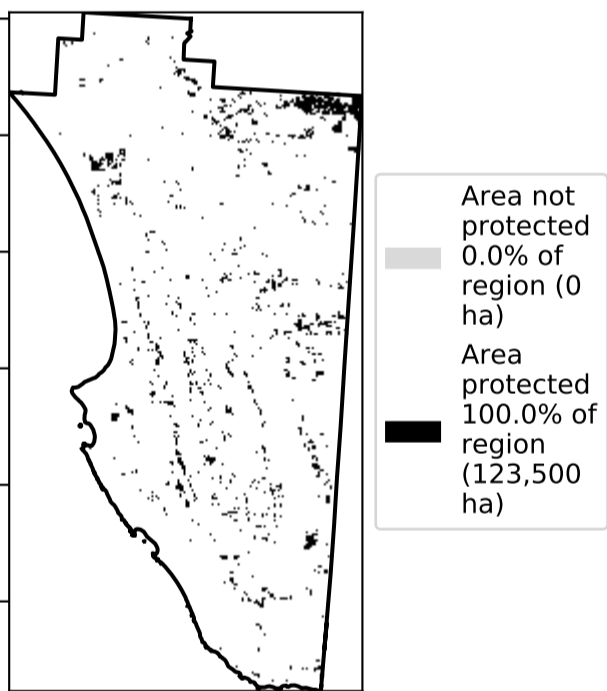 Area not
protected
0.0% of
region (0
ha)
Area
protected
100.0% of
region
(123,500
ha)